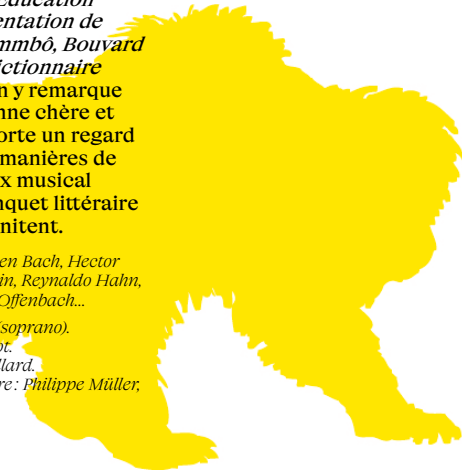 Éducation
entation de
mmbô, Bouvard
ictionnaire
n y remarque
nne chère et
orte un regard
manières de
x musical
nquet littéraire
nitent.
en Bach, Hector
in, Reynaldo Hahn,
Offenbach...
(soprano).
ot.
llard.
re : Philippe Müller,